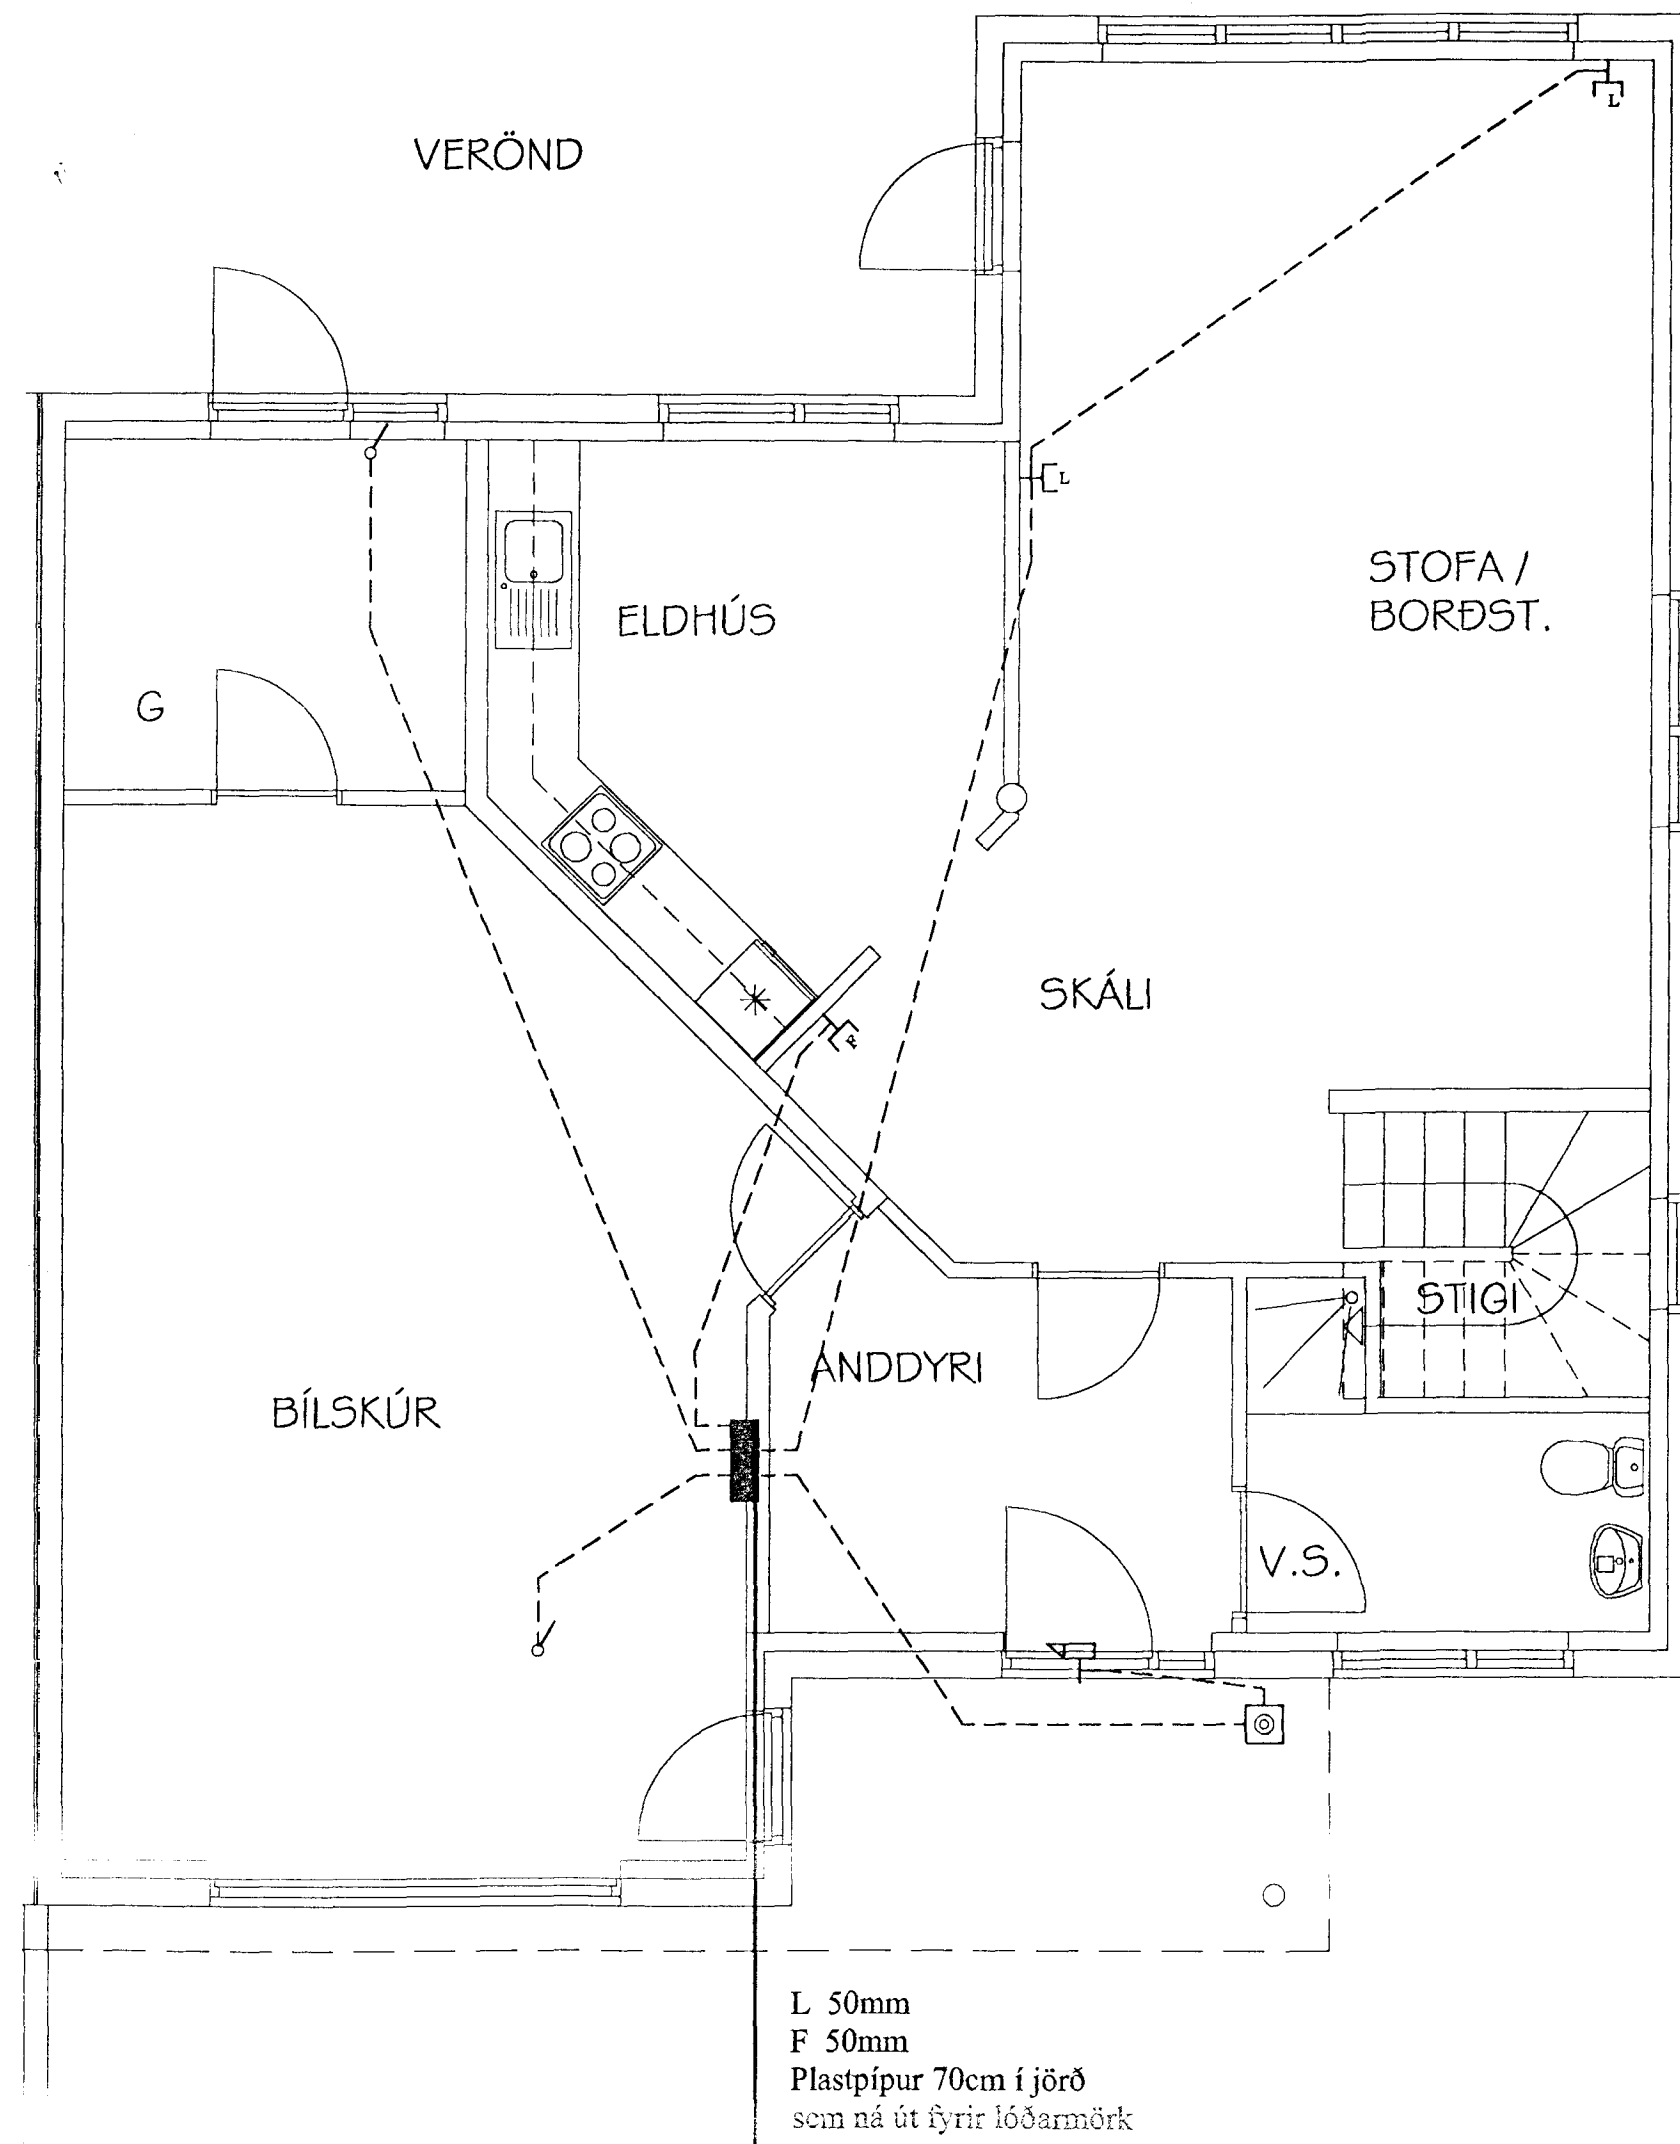 VERÖND
L
L
STOFA /
BORÐST.
ELDHÚS
G
SKÁLI
F
STIGI
ANDDYRI
BÍLSKÚR
V.S.
L 50mm
F 50mm
Plastpípur 70cm í jörð
sem ná út fyrir lóðarmörk